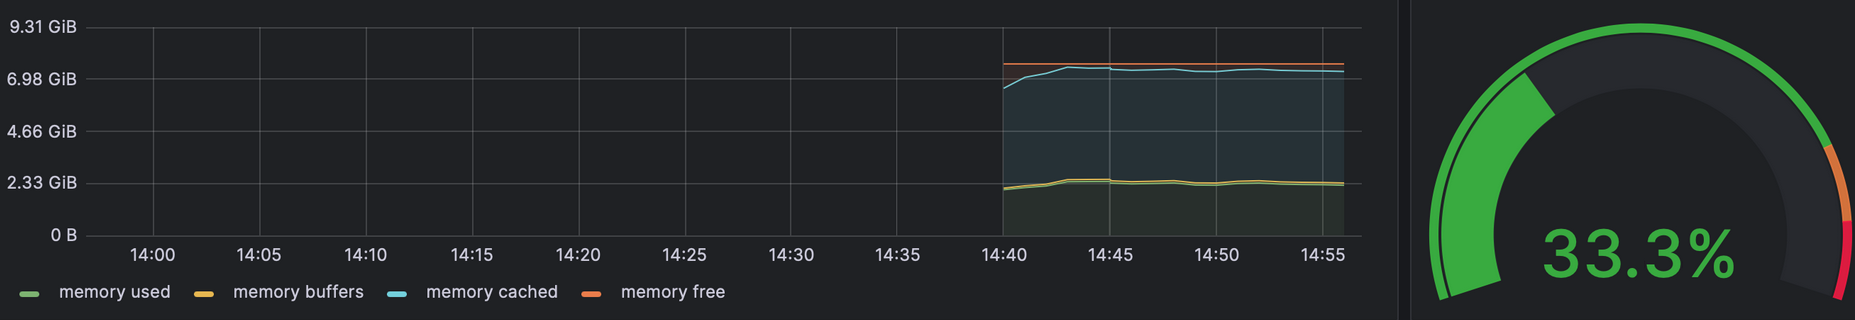 9.31 GiB
6.98 GiB
4.66 GiB
2.33 GiB
0 B
14:00 14:05 14:10 14:15 14:20 14:25 14:30 14:35 14:40 14:45 14:50 14:55
memory used memory buffers memory cached memory free
33.3%